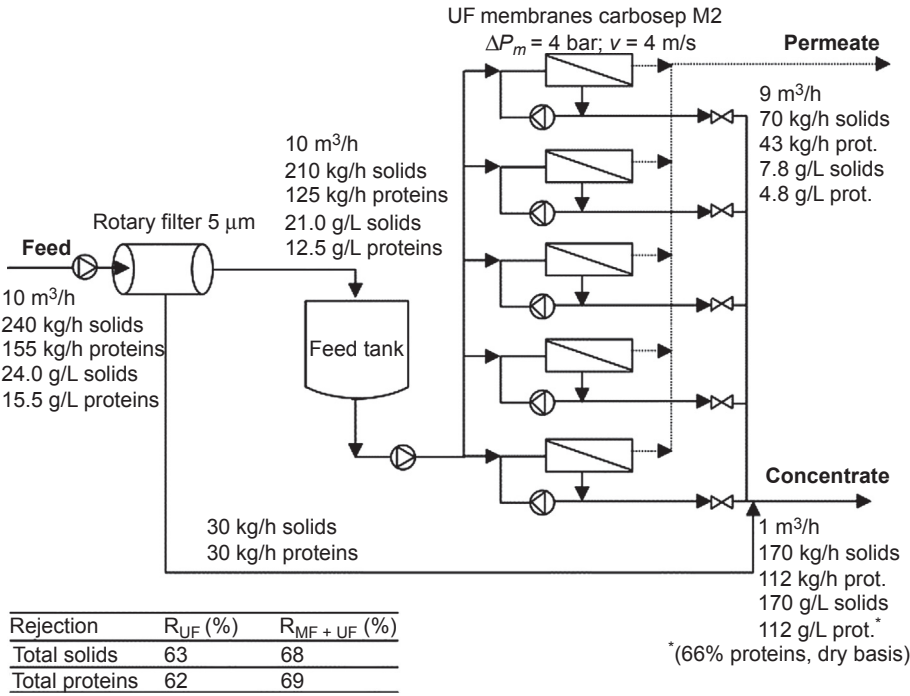 UF membranes carbosep M2
ΔPm = 4 bar; v = 4 m/s
Permeate
9 m3/h
70 kg/h solids
43 kg/h prot.
7.8 g/L solids
4.8 g/L prot.
10 m3/h
210 kg/h solids
125 kg/h proteins
21.0 g/L solids
12.5 g/L proteins
Rotary filter 5 μm
Feed
10 m3/h
240 kg/h solids
155 kg/h proteins
24.0 g/L solids
15.5 g/L proteins
Feed tank
Concentrate
1 m3/h
170 kg/h solids
112 kg/h prot.
170 g/L solids
112 g/L prot.*
*(66% proteins, dry basis)
30 kg/h solids
30 kg/h proteins
Rejection RUF (%) RMF + UF (%)
Total solids 63 68
Total proteins 62 69